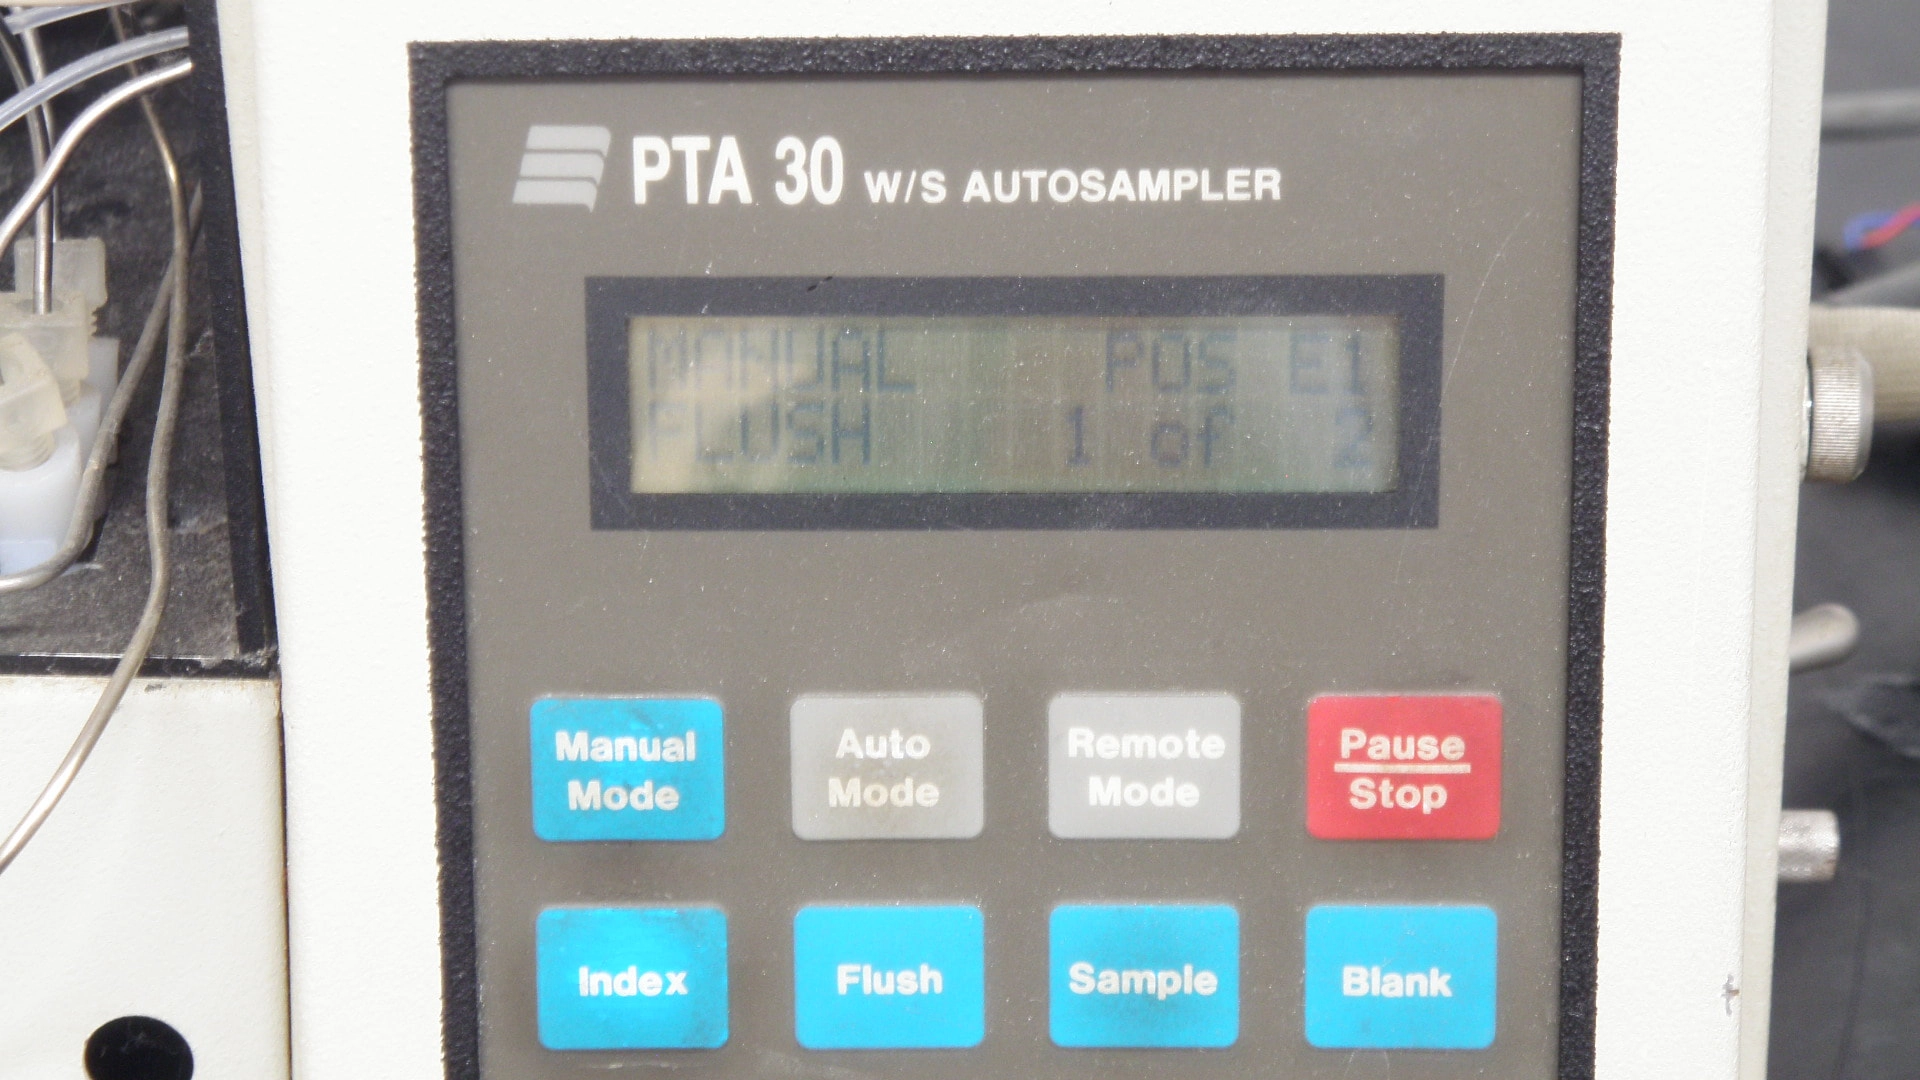 PTA 30 W/S AUTOSAMPLER
MANUAL POS E1
FLUSH 1 of 2
Manual Mode
Auto Mode
Remote Mode
Pause
Stop
Index
Flush
Sample
Blank